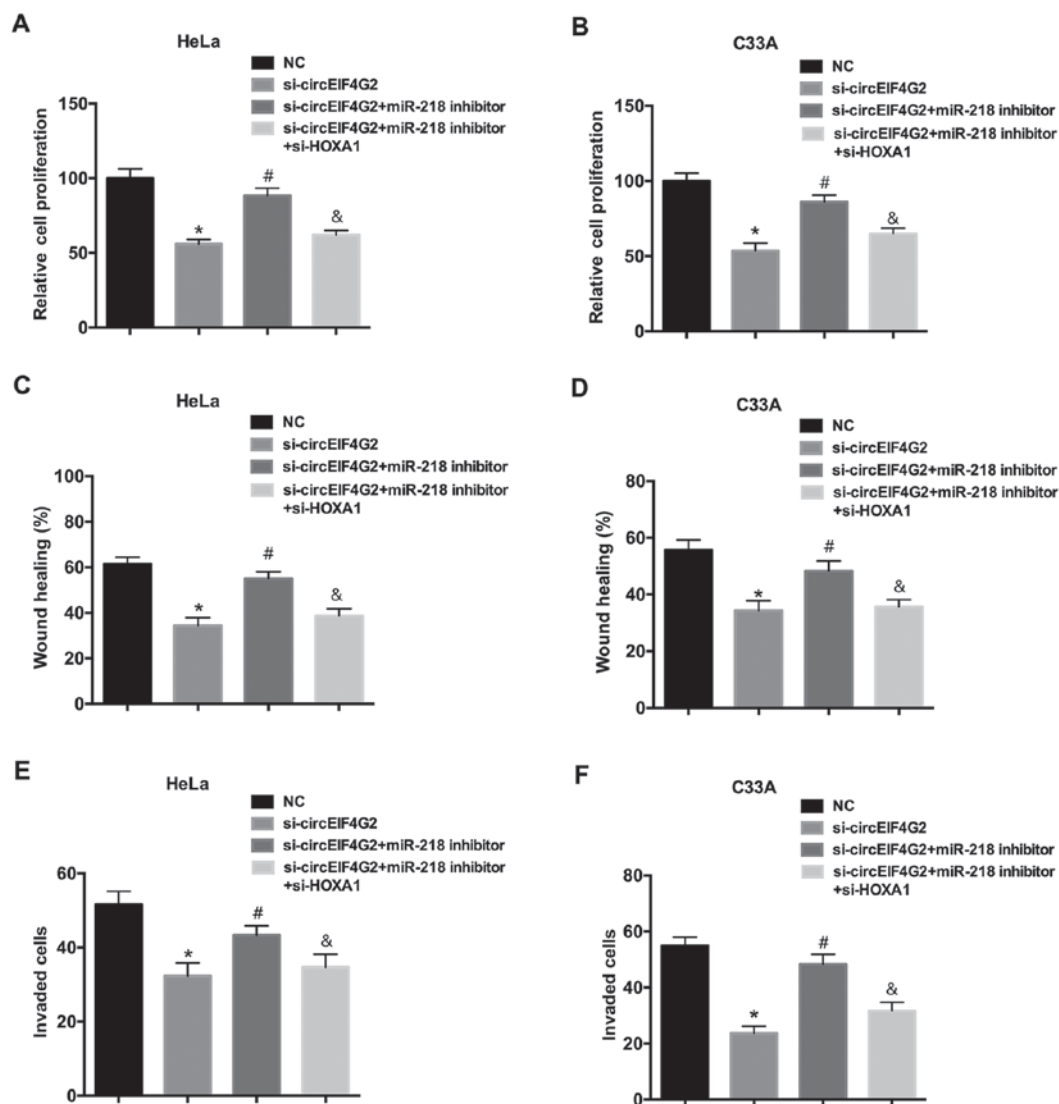 A
HeLa
NC
si-circEIF4G2
si-circEIF4G2+miR-218 inhibitor
si-circEIF4G2+miR-218 inhibitor
+si-HOXA1
Relative cell proliferation
150
100
50
0
*
#
&
B
C33A
NC
si-circEIF4G2
si-circEIF4G2+miR-218 inhibitor
si-circEIF4G2+miR-218 inhibitor
+si-HOXA1
Relative cell proliferation
150
100
50
0
*
#
&
C
HeLa
NC
si-circEIF4G2
si-circEIF4G2+miR-218 inhibitor
si-circEIF4G2+miR-218 inhibitor
+si-HOXA1
Wound healing (%)
100
80
60
40
20
0
*
#
&
D
C33A
NC
si-circEIF4G2
si-circEIF4G2+miR-218 inhibitor
si-circEIF4G2+miR-218 inhibitor
+si-HOXA1
Wound healing (%)
80
60
40
20
0
*
#
&
E
HeLa
NC
si-circEIF4G2
si-circEIF4G2+miR-218 inhibitor
si-circEIF4G2+miR-218 inhibitor
+si-HOXA1
Invaded cells
60
40
20
0
*
#
&
F
C33A
NC
si-circEIF4G2
si-circEIF4G2+miR-218 inhibitor
si-circEIF4G2+miR-218 inhibitor
+si-HOXA1
Invaded cells
80
60
40
20
0
*
#
&